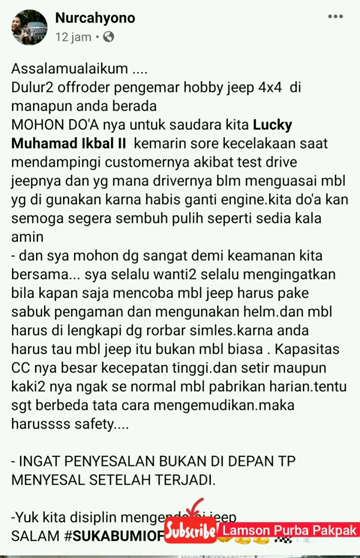 Nurcahyono
12 jam •
Assalamualaikum ....
Dulur2 offroder pengemar hobby jeep 4x4 di
manapun anda berada
MOHON DO'A nya untuk saudara kita Lucky
Muhamad Ikbal II kemarin sore kecelakaan saat
mendampingi customernya akibat test drive
jeepnya dan yg mana drivernya blm menguasai mbl
yg di gunakan karna habis ganti engine.kita do'a kan
semoga segera sembuh pulih seperti sedia kala
amin
- dan sya mohon dg sangat demi keamanan kita
bersama... sya selalu wanti2 selalu mengingatkan
bila kapan saja mencoba mbl jeep harus pake
sabuk pengaman dan mengunakan helm.dan mbl
harus di lengkapi dg rorbar simles.karna anda
harus tau mbl jeep itu bukan mbl biasa . Kapasitas
CC nya besar kecepatan tinggi.dan setir maupun
kaki2 nya ngak se normal mbl pabrikan harian.tentu
sgt berbeda tata cara mengemudikan.maka
harussss safety....
- INGAT PENYESALAN BUKAN DI DEPAN TP
MENYESAL SETELAH TERJADI.
-Yuk kita disiplin jeep
SALAM
Subscribe Lamson Purba Pakpak